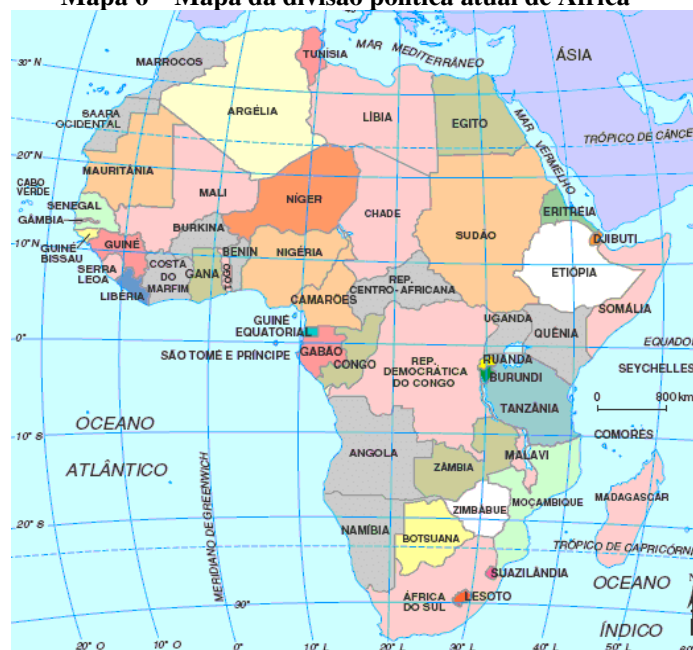 Mapa 6 – Mapa da divisão política atual de África
30° N
MAR MEDITERRÂNEO
ÁSIA
MARROCOS
TUNÍSIA
ARGÉLIA
LÍBIA
EGITO
SAARA
OCIDENTAL
TRÓPICO DE CÂNCE
20° N
MAR VERMELHO
MAURITÂNIA
MALI
NÍGER
CHADE
SUDÃO
ERITRÉIA
CABO
VERDE
SENEGAL
GÂMBIA
BURKINA
DJIBUTI
10° N
GUINÉ
BISSAU
GUINÉ
BENIN
NIGÉRIA
ETIÓPIA
SERRA
LEOA
COSTA
DO
MARFIM
GANA
TOGO
LIBÉRIA
CAMARÕES
REP.
CENTRO-AFRICANA
SOMÁLIA
GUINÉ
EQUATORIAL
UGANDA
QUÊNIA
0°
SÃO TOMÉ E PRÍNCIPE
GABÃO
CONGO
REP.
DEMOCRÁTICA
DO CONGO
RUANDA
BURUNDI
EQUADOR
SEYCHELLES
TANZÂNIA
0 800 km
OCEANO
ATLÂNTICO
10° S
ANGOLA
COMORES
MALAVI
ZÂMBIA
MOÇAMBIQUE
MADAGASCAR
MERIDIANO DE GREENWICH
20° S
ZIMBÁBUE
NAMÍBIA
BOTSUANA
TRÓPICO DE CAPRICÓRN
SUAZILÂNDIA
OCEANO
ÍNDICO
30°
ÁFRICA
DO SUL
LESOTO
20° O
10° O
0°
10° L
20° L
30° L
40° L
50° L